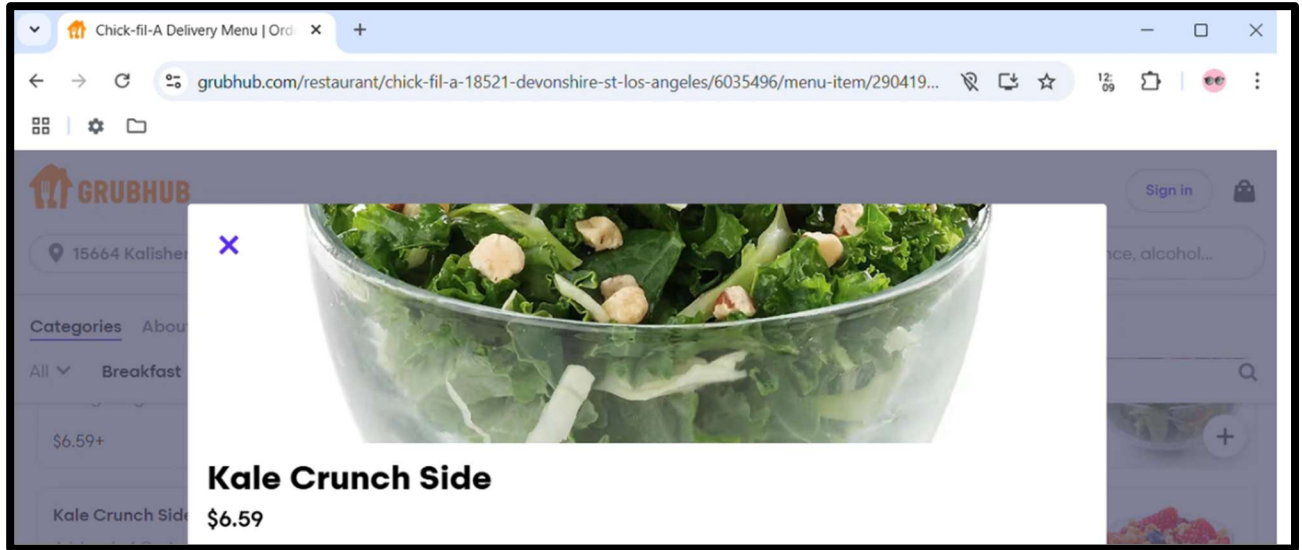 Chick-fil-A Delivery Menu | Ord
grubhub.com/restaurant/chick-fil-a-18521-devonshire-st-los-angeles/6035496/menu-item/290419...
12:
09
GRUBHUB
Sign in
15664 Kalisher
nce, alcohol...
Categories Abou
All Breakfast
$6.59+
Kale Crunch Side
$6.59
Kale Crunch Side